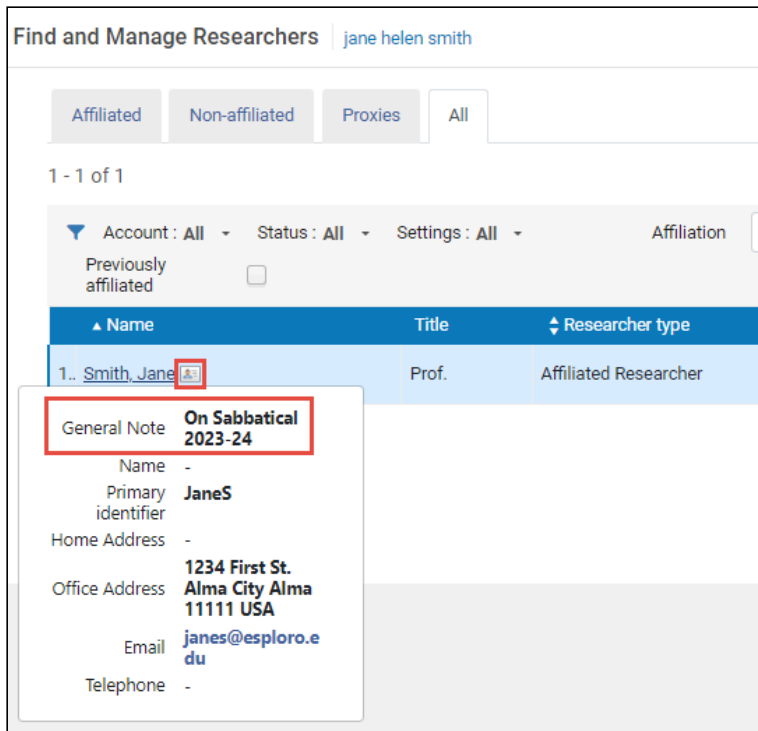 Find and Manage Researchers jane helen smith
Affiliated Non-affiliated Proxies All
1 - 1 of 1
Account : All Status : All Settings : All Affiliation
Previously
affiliated
Name Title Researcher type
1.. Smith, Jane Prof. Affiliated Researcher
General Note On Sabbatical
2023-24
Name -
Primary JaneS
identifier
Home Address -
1234 First St.
Office Address Alma City Alma
11111 USA
Email janes@esploro.e
du
Telephone -